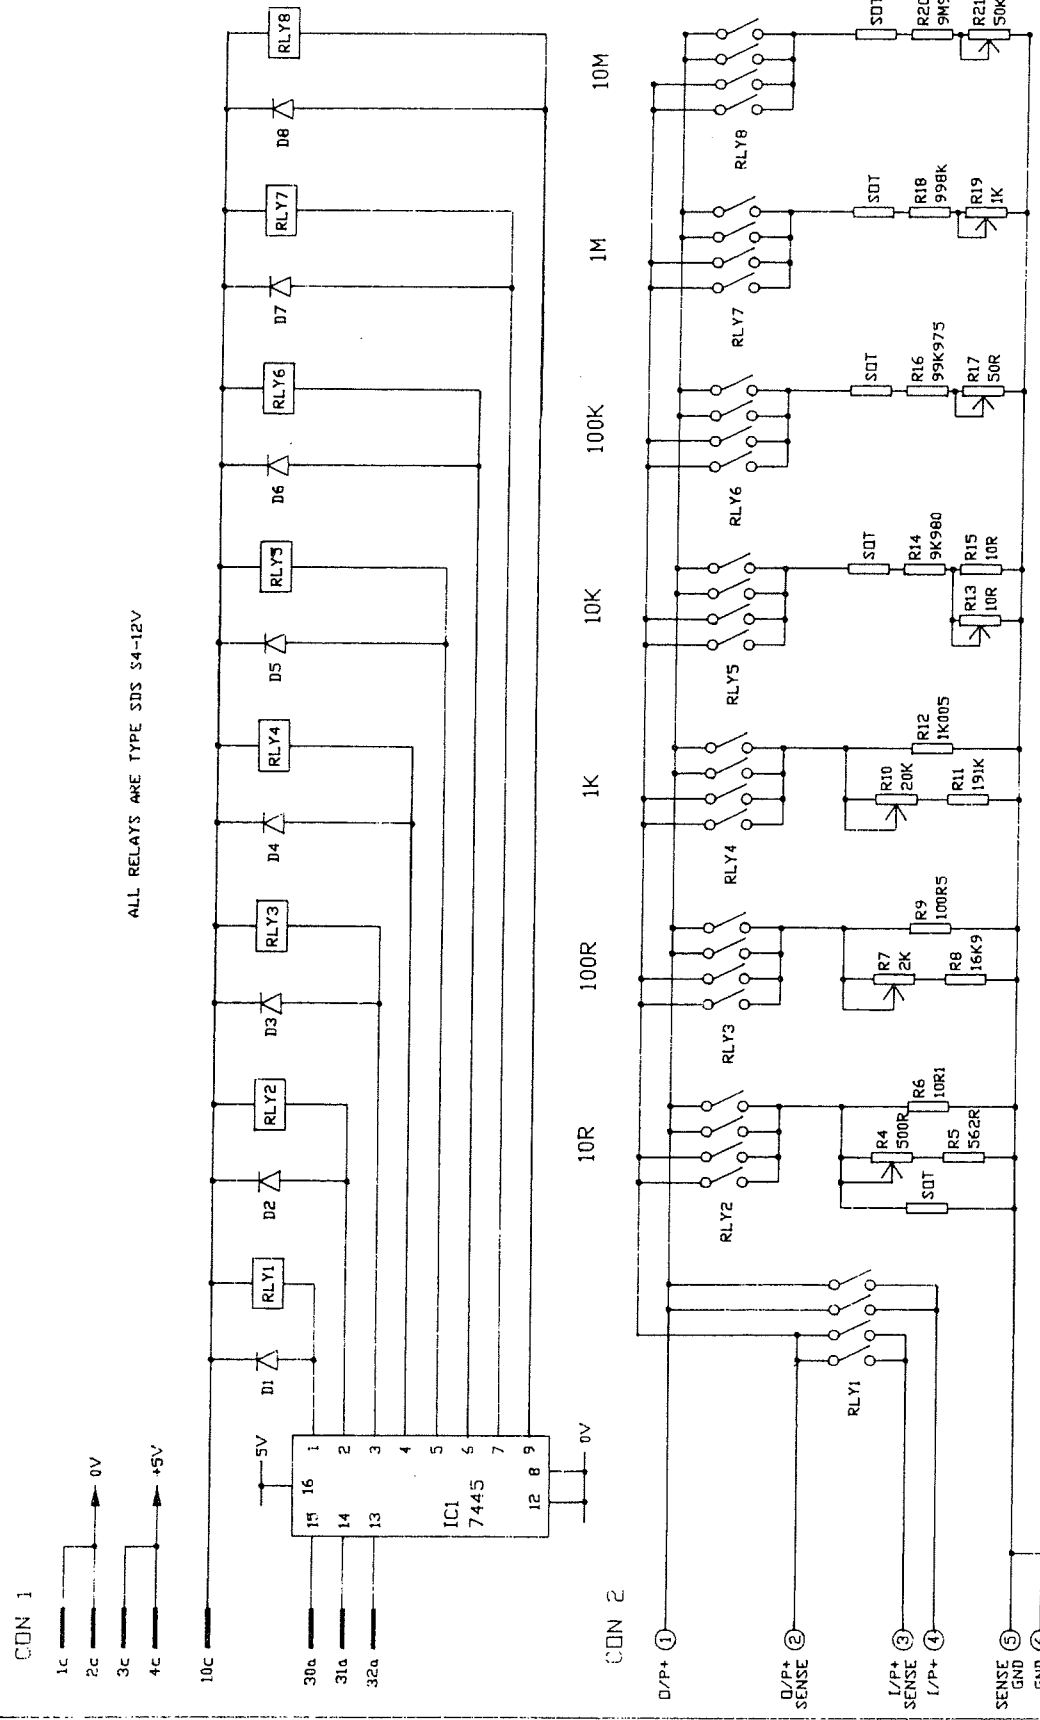 ALL RELAYS ARE TYPE SDS S4-12V
CON 1
1c
2c
3c
4c
0V
+5V
10c
30a
31a
32a
5V
16
15
14
13
IC1
7445
1
2
3
4
5
6
7
9
12
8
0V
D1
RLY1
D2
RLY2
D3
RLY3
D4
RLY4
D5
RLY5
D6
RLY6
D7
RLY7
D8
RLY8
CON 2
10R
100R
1K
10K
100K
1M
10M
O/P+ 1
O/P+ SENSE 2
I/P+ SENSE 3
I/P+ 4
SENSE GND 5
RLY1
RLY2
RLY3
RLY4
RLY5
RLY6
RLY7
RLY8
SOT
R4
500R
R5
562R
R6
10R1
R7
2K
R8
16K9
R9
100R5
R10
20K
R11
191K
R12
1K005
SOT
R14
9K980
R13
10R
R15
10R
SOT
R16
99K975
R17
50R
SOT
R18
998K
R19
1K
SOT
R20
R21
50K